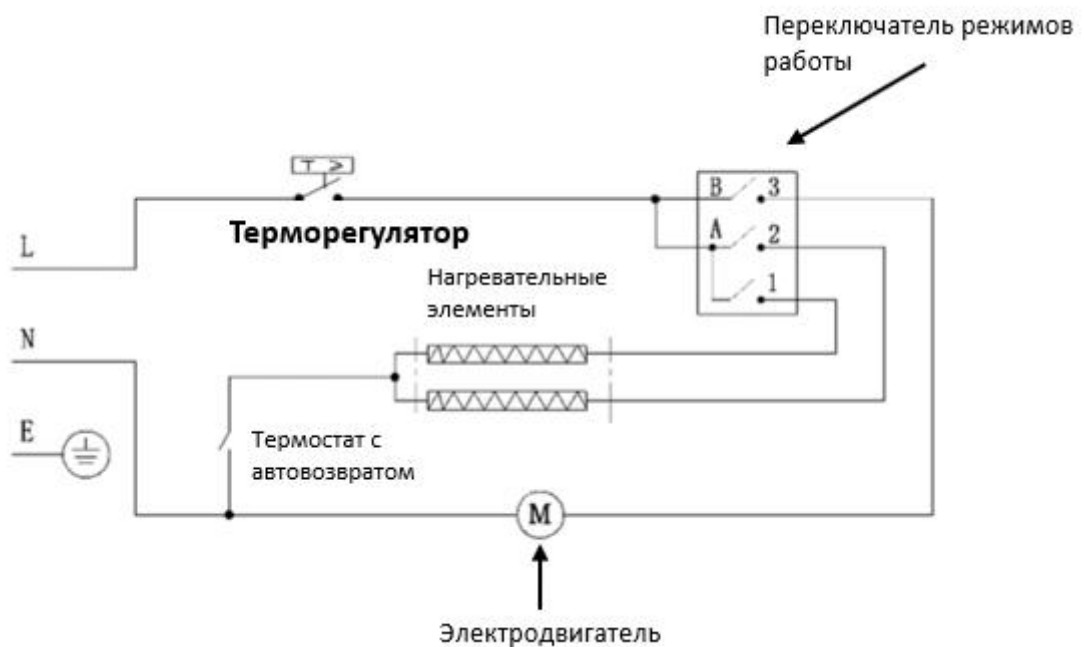 Переключатель режимов
работы
T >
B 3
Терморегулятор
A 2
L
Нагревательные
элементы
1
N
E
Термостат с
автовозвратом
M
Электродвигатель